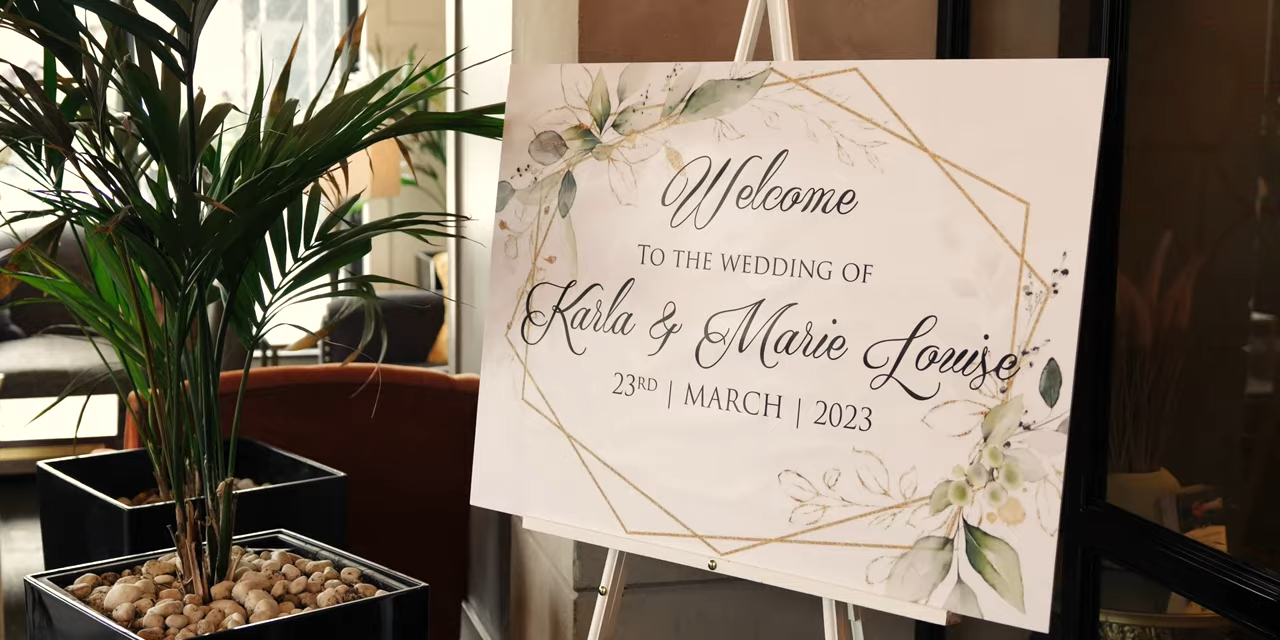 Welcome
TO THE WEDDING OF
Karla & Marie Louise
23RD | MARCH | 2023